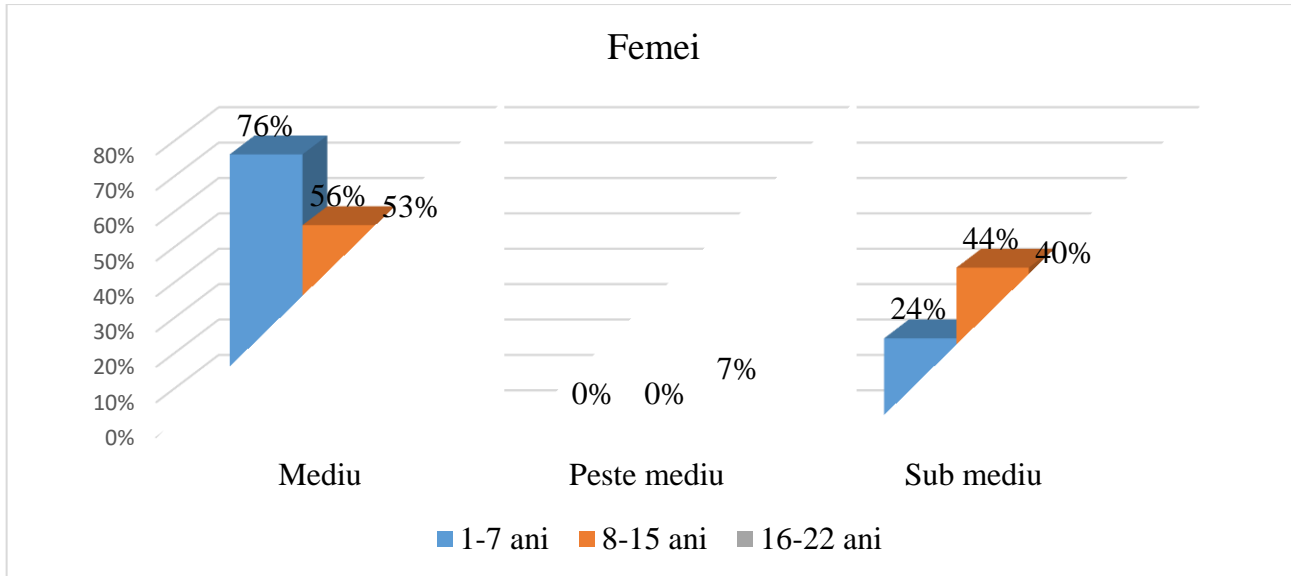 Femei
80%
70%
60%
50%
40%
30%
20%
10%
0%
76%
56%
53%
0%
0%
7%
24%
44%
40%
Mediu
Peste mediu
Sub mediu
1-7 ani
8-15 ani
16-22 ani